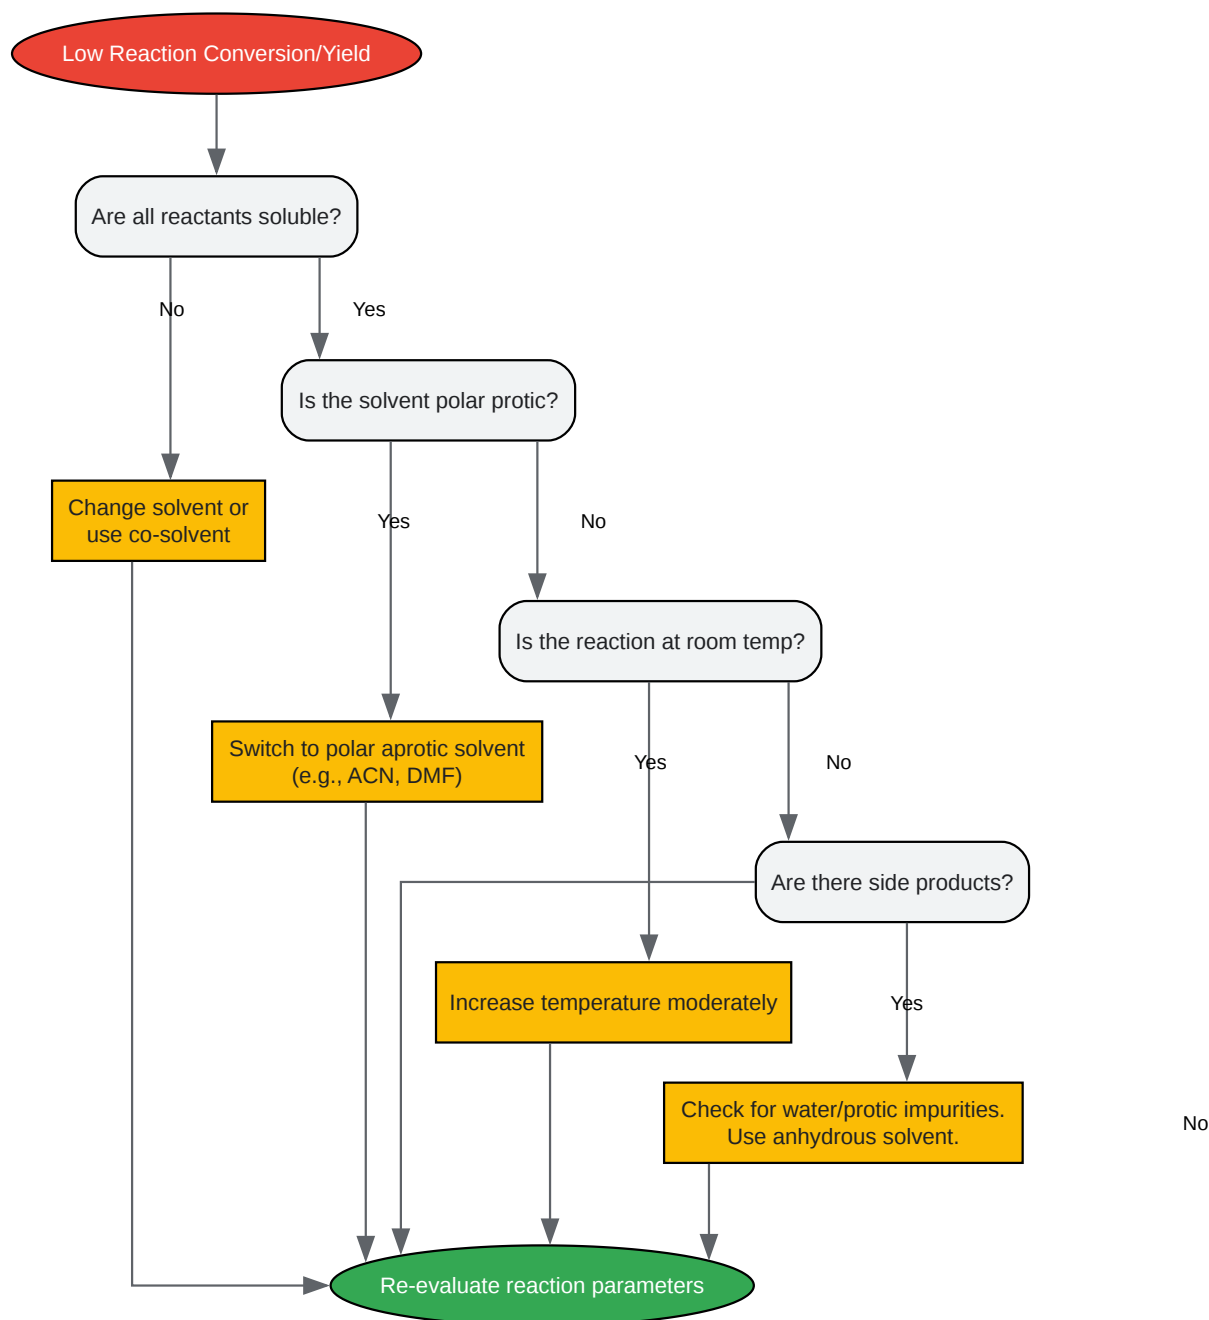 Low Reaction Conversion/Yield
Are all reactants soluble?
No
Yes
Is the solvent polar protic?
Change solvent or
use co-solvent
Yes
No
Is the reaction at room temp?
Switch to polar aprotic solvent
(e.g., ACN, DMF)
Yes
No
Are there side products?
Increase temperature moderately
Yes
Check for water/protic impurities.
Use anhydrous solvent.
No
Re-evaluate reaction parameters